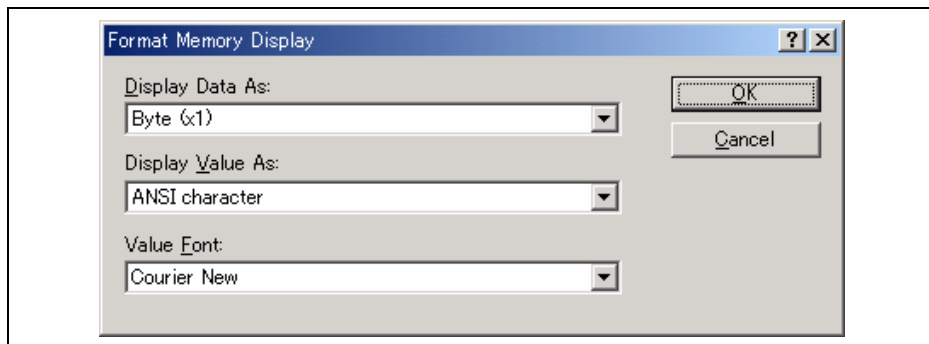 Format Memory Display
Display Data As:
OK
Byte (x1)
Cancel
Display Value As:
ANSI character
Value Font:
Courier New